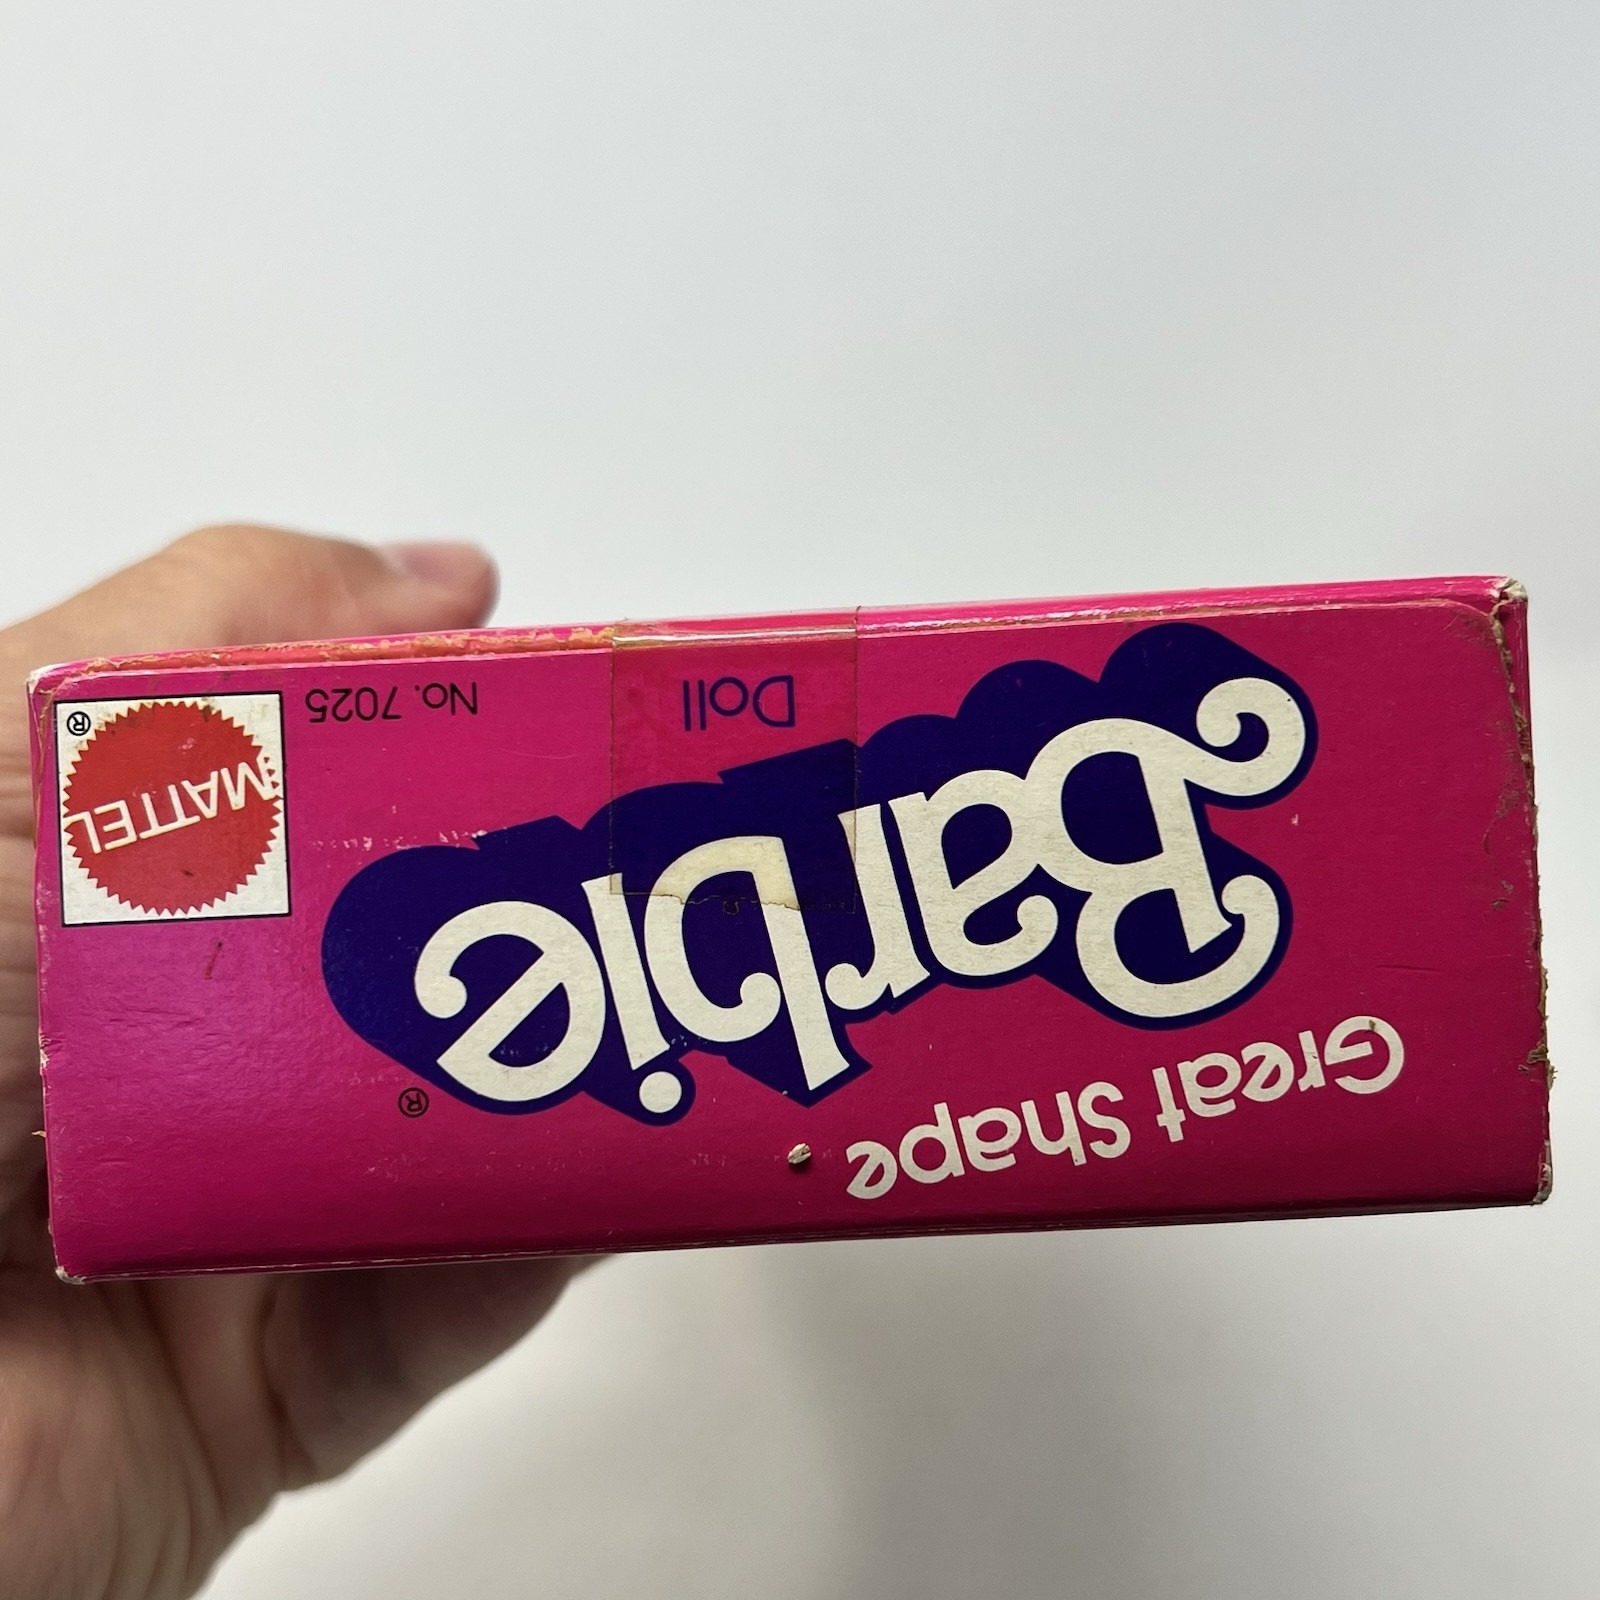 Great Shape
Barbie®
Doll
No. 7025
MATTEL®